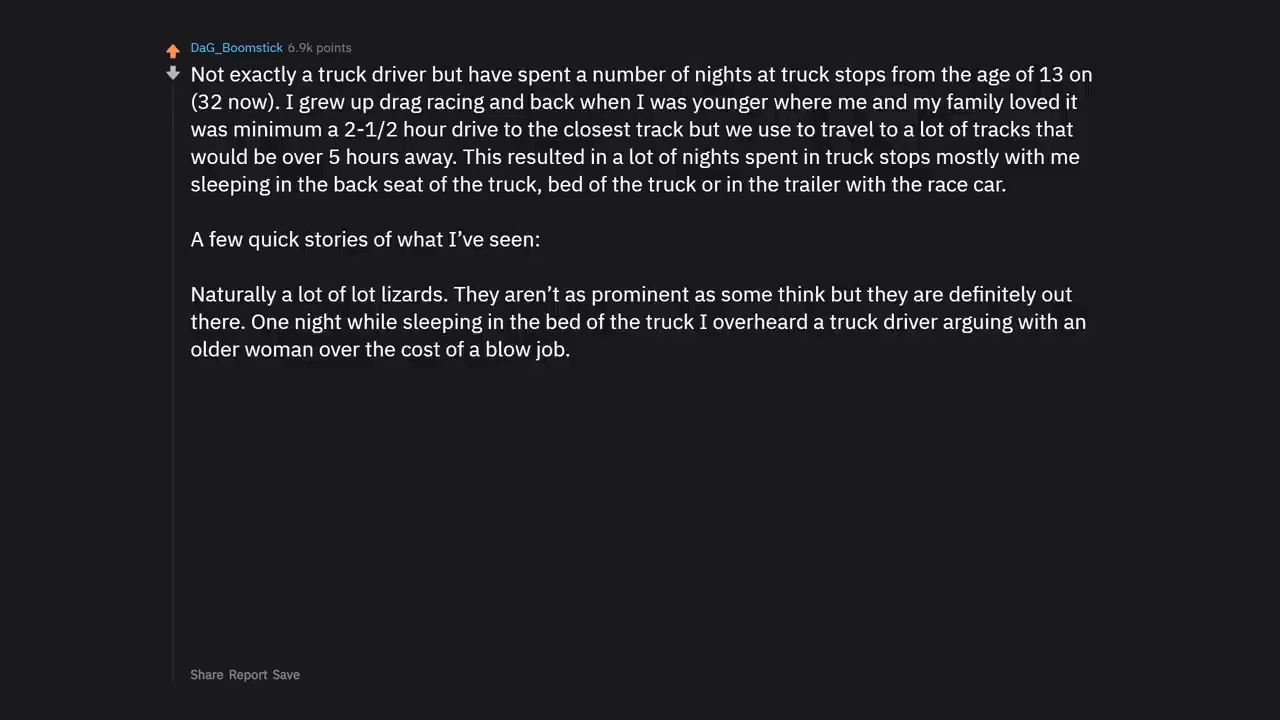 DaG_Boomstick 6.9k points
Not exactly a truck driver but have spent a number of nights at truck stops from the age of 13 on
(32 now). I grew up drag racing and back when I was younger where me and my family loved it
was minimum a 2-1/2 hour drive to the closest track but we use to travel to a lot of tracks that
would be over 5 hours away. This resulted in a lot of nights spent in truck stops mostly with me
sleeping in the back seat of the truck, bed of the truck or in the trailer with the race car.
A few quick stories of what I’ve seen:
Naturally a lot of lot lizards. They aren’t as prominent as some think but they are definitely out
there. One night while sleeping in the bed of the truck I overheard a truck driver arguing with an
older woman over the cost of a blow job.
Share Report Save